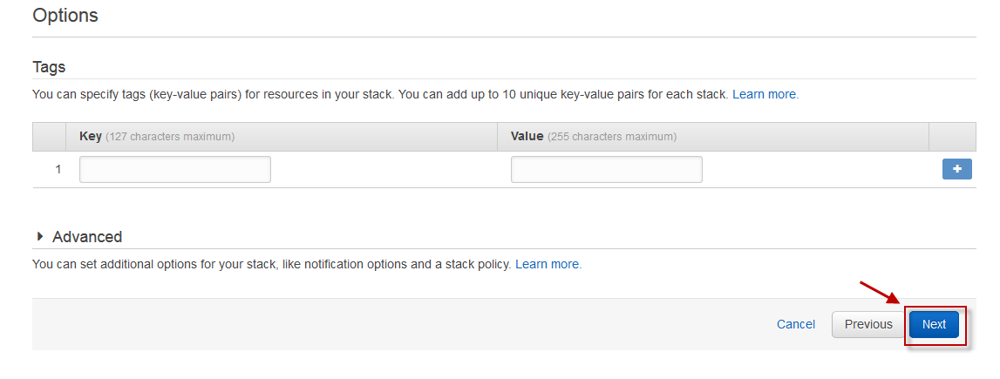 Options
Tags
You can specify tags (key-value pairs) for resources in your stack. You can add up to 10 unique key-value pairs for each stack. Learn more.
Key (127 characters maximum) Value (255 characters maximum)
1
Advanced
You can set additional options for your stack, like notification options and a stack policy. Learn more.
Cancel Previous Next